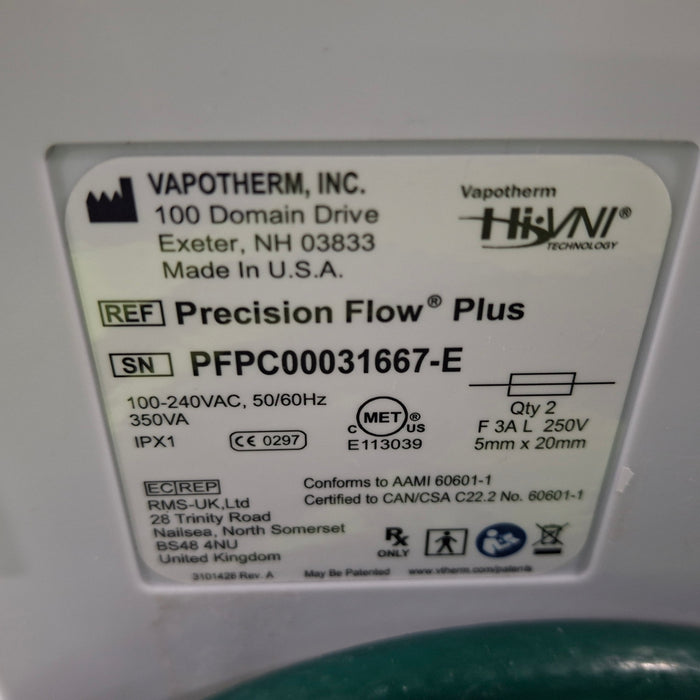 VAPOTHERM, INC.
100 Domain Drive
Exeter, NH 03833
Made In U.S.A.
Vapotherm
Hi-VNI®
TECHNOLOGY
REF Precision Flow® Plus
SN PFPC00031667-E
100-240VAC, 50/60Hz
350VA
IPX1
CE 0297
c MET ® US
E113039
Qty 2
F 3A L 250V
5mm x 20mm
EC REP
RMS-UK,Ltd
28 Trinity Road
Nailsea, North Somerset
BS48 4NU
United Kingdom
Conforms to AAMI 60601-1
Certified to CAN/CSA C22.2 No. 60601-1
Rx
ONLY
3101426 Rev. A
May Be Patented
www.vtherm.com/patents